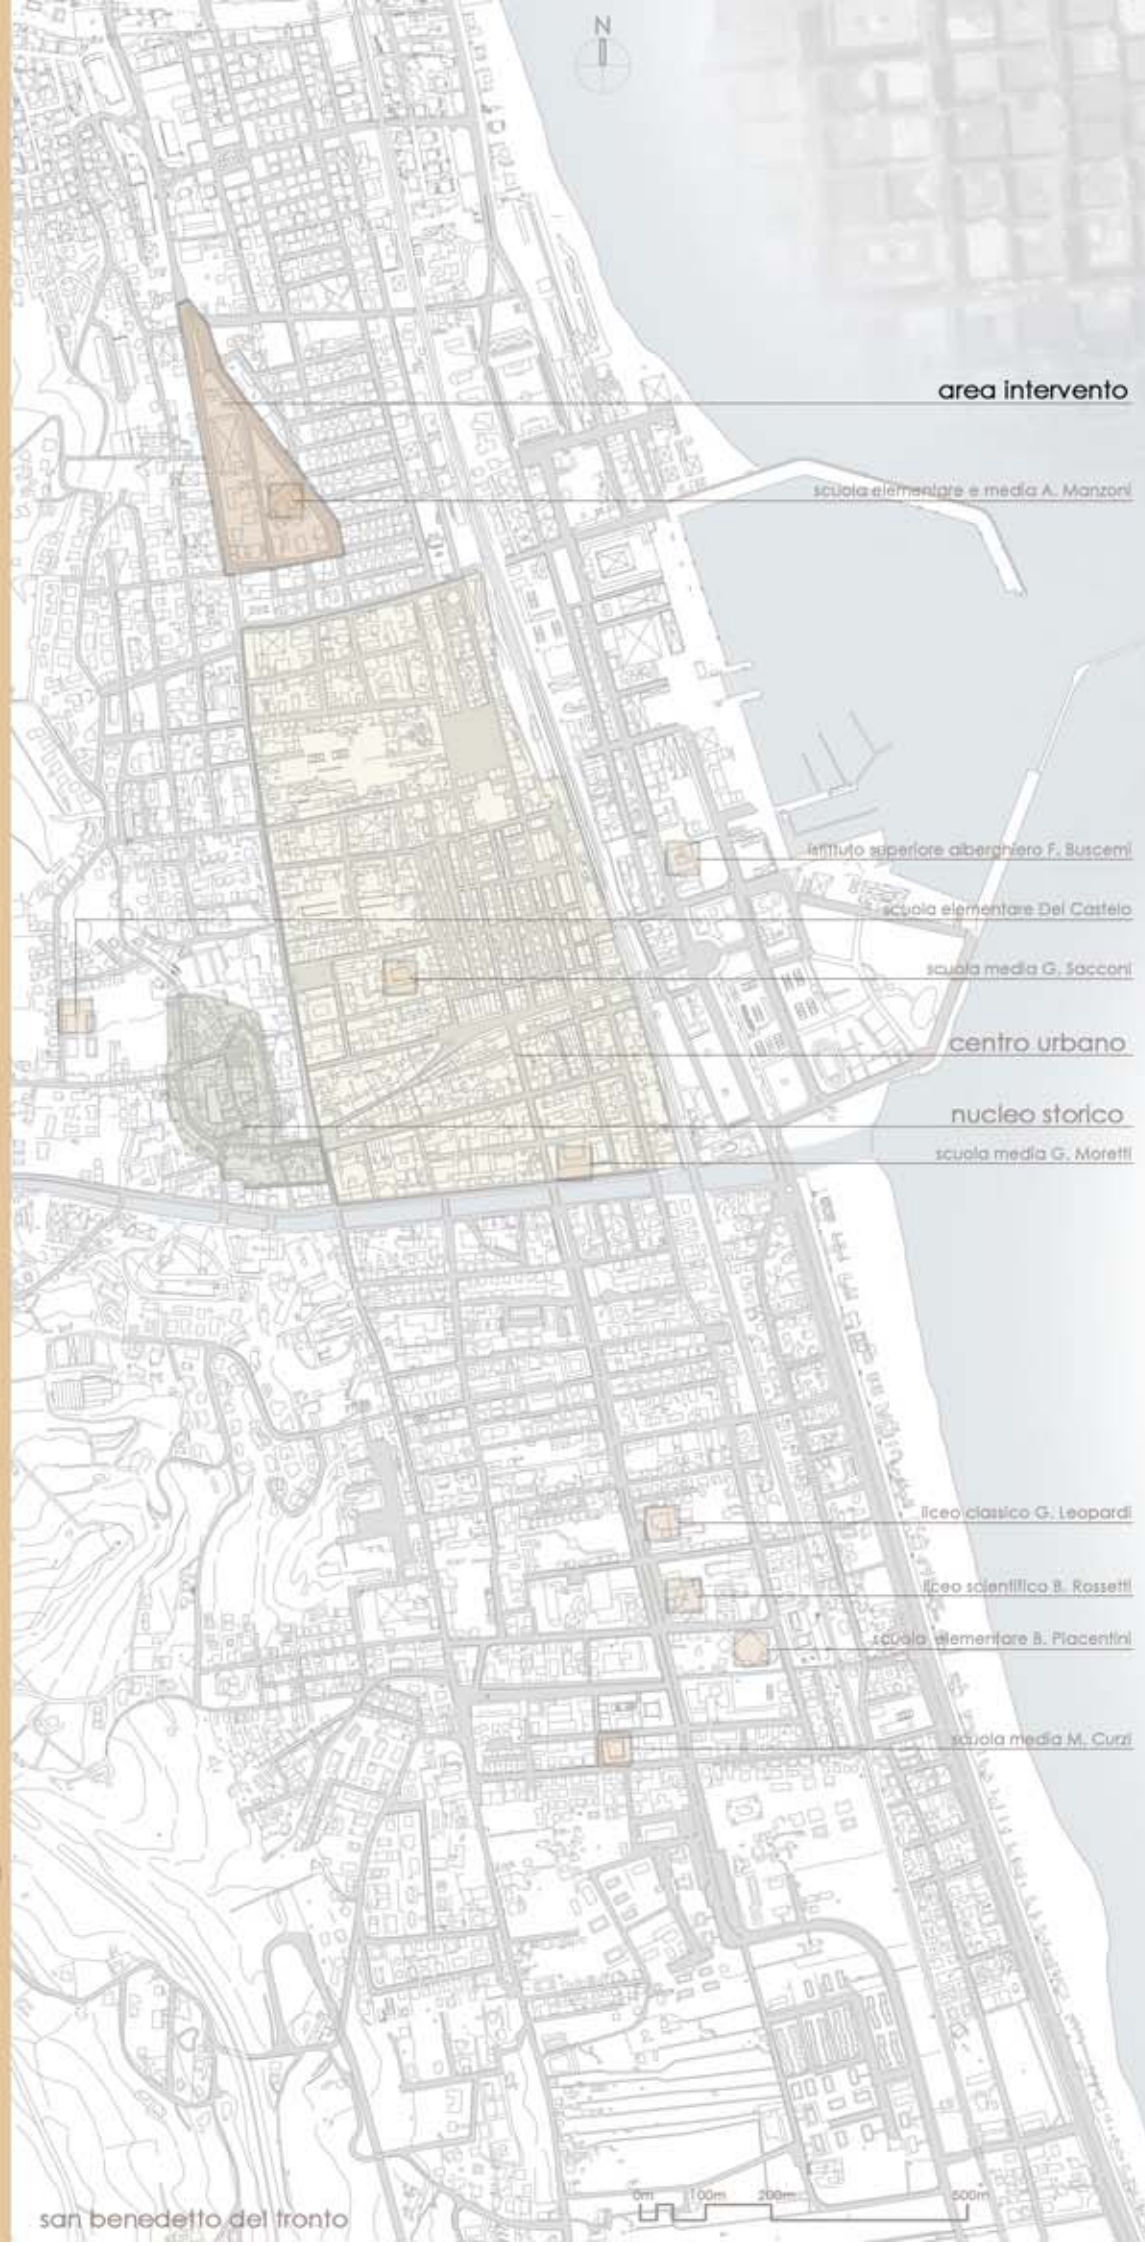 N
area intervento
scuola elementare e media A. Manzoni
istituto superiore alberghiero F. Buscemi
scuola elementare Del Castelo
scuola media G. Sacconi
centro urbano
nucleo storico
scuola media G. Moretti
liceo classico G. Leopardi
liceo scientifico B. Rossetti
scuola elementare B. Piacentini
scuola media M. Curzi
0m 100m 200m 500m
san benedetto del tronto